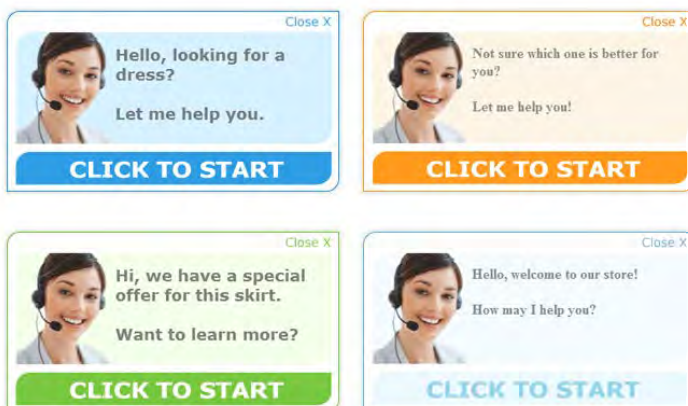 Close X
Hello, looking for a
dress?
Let me help you.
CLICK TO START
Close X
Not sure which one is better for
you?
Let me help you!
CLICK TO START
Close X
Hi, we have a special
offer for this skirt.
Want to learn more?
CLICK TO START
Close X
Hello, welcome to our store!
How may I help you?
CLICK TO START